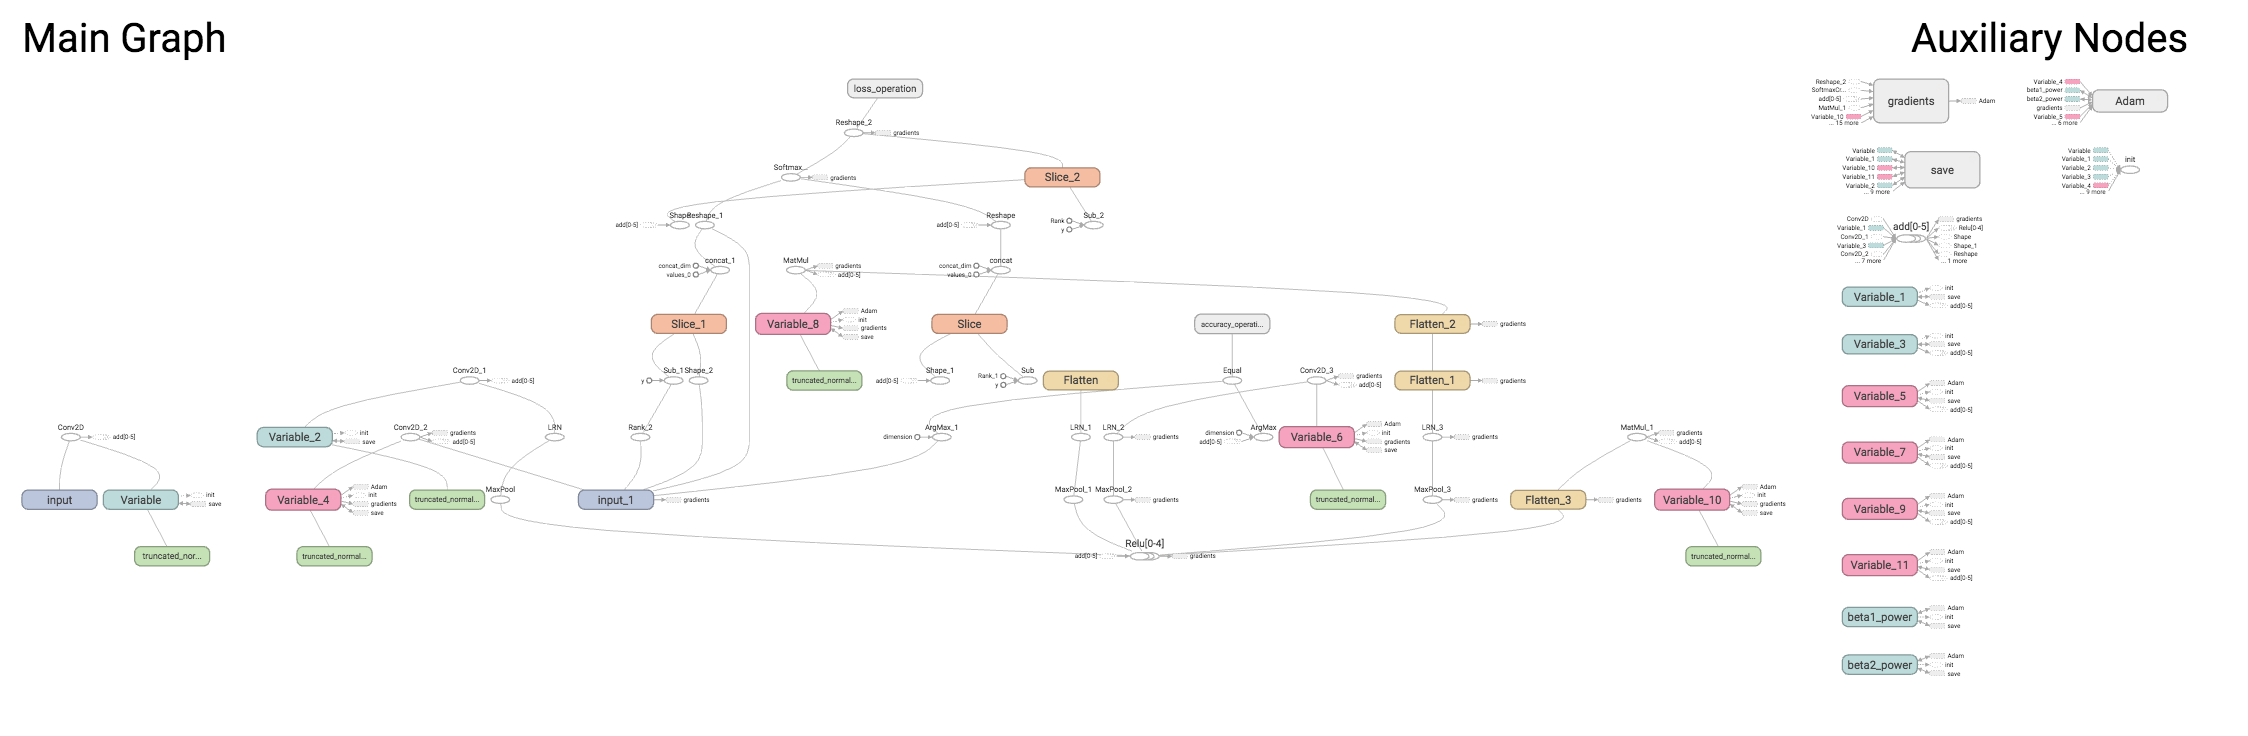 Main Graph
Auxiliary Nodes
loss_operation
Reshape_2
gradients
Softmax...
gradients
Slice_2
add[0-5]
Shape
Reshape_1
add[0-5]
Reshape
Rank
y
Sub_2
concat_dim
values_0
concat_1
MatMul
gradients
add[0-5]
concat_dim
values_0
concat
Slice_1
Variable_8
Adam
init
gradients
save
Slice
accuracy_operati...
Flatten_2
gradients
Conv2D_1
add[0-5]
y
Sub_1
Shape_2
truncated_normal...
add[0-5]
Shape_1
Rank_1
y
Sub
Flatten
Equal
Conv2D_3
gradients
add[0-5]
Flatten_1
gradients
Conv2D
add[0-5]
Variable_2
init
save
Conv2D_2
gradients
add[0-5]
LRN
Rank_2
dimension
ArgMax_1
LRN_1
LRN_2
gradients
dimension
add[0-5]
ArgMax
Variable_6
Adam
init
gradients
save
LRN_3
gradients
MatMul_1
gradients
add[0-5]
input
Variable
init
save
Variable_4
Adam
init
gradients
save
truncated_normal...
MaxPool
input_1
gradients
MaxPool_1
MaxPool_2
gradients
truncated_normal...
MaxPool_3
gradients
Flatten_3
gradients
Variable_10
Adam
init
gradients
save
truncated_nor...
truncated_normal...
Relu[0-4]
add[0-5]
gradients
truncated_normal...
Reshape_2
SoftmaxCr...
add[0-5]
MatMul_1
Variable_10
... 15 more
gradients
Adam
Variable_4
beta1_power
beta2_power
gradients
Variable_5
... 6 more
Adam
Variable
Variable_1
Variable_10
Variable_11
Variable_2
... 9 more
save
Variable
Variable_1
Variable_2
Variable_3
Variable_4
... 9 more
init
Conv2D
Variable_1
Conv2D_1
Variable_3
Conv2D_2
... 7 more
add[0-5]
gradients
Relu[0-4]
Shape
Shape_1
Reshape
... 1 more
Variable_1
init
save
add[0-5]
Variable_3
init
save
add[0-5]
Variable_5
Adam
init
save
add[0-5]
Variable_7
Adam
init
save
add[0-5]
Variable_9
Adam
init
save
add[0-5]
Variable_11
Adam
init
save
add[0-5]
beta1_power
Adam
init
save
beta2_power
Adam
init
save